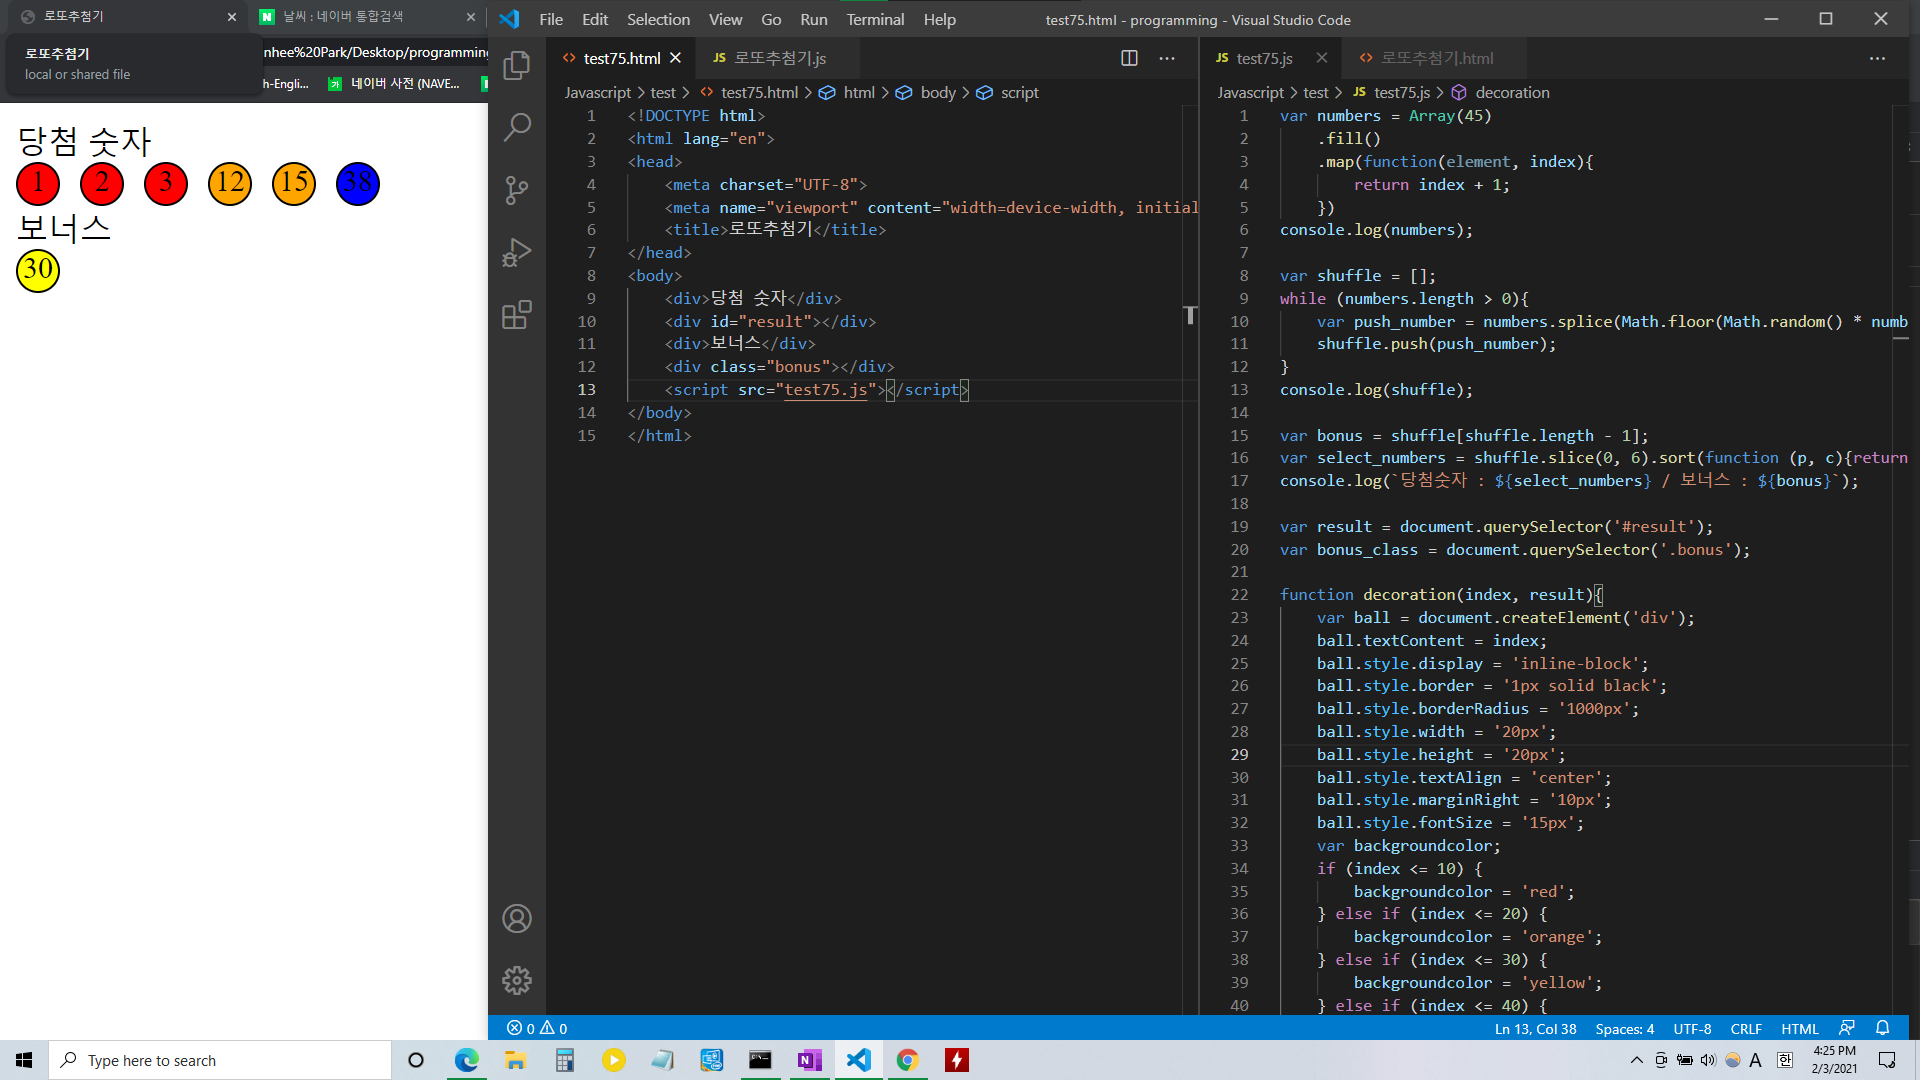 로또추첨기
날씨 : 네이버 통합검색
로또추첨기
local or shared file
nhee%20Park/Desktop/programming
h-Engli...
네이버 사전 (NAVE...
당첨 숫자
1 2 3 12 15 38
보너스
30
File Edit Selection View Go Run Terminal Help
test75.html - programming - Visual Studio Code
test75.html
JS 로또추첨기.js
Javascript > test > test75.html > html > body > script
1 <!DOCTYPE html>
2 <html lang="en">
3 <head>
4 <meta charset="UTF-8">
5 <meta name="viewport" content="width=device-width, initial
6 <title>로또추첨기</title>
7 </head>
8 <body>
9 <div>당첨 숫자</div>
10 <div id="result"></div>
11 <div>보너스</div>
12 <div class="bonus"></div>
13 <script src="test75.js"></script>
14 </body>
15 </html>
JS test75.js
로또추첨기.html
Javascript > test > JS test75.js > decoration
1 var numbers = Array(45)
2 .fill()
3 .map(function(element, index){
4 return index + 1;
5 })
6 console.log(numbers);
7
8 var shuffle = [];
9 while (numbers.length > 0){
10 var push_number = numbers.splice(Math.floor(Math.random() * numb
11 shuffle.push(push_number);
12 }
13 console.log(shuffle);
14
15 var bonus = shuffle[shuffle.length - 1];
16 var select_numbers = shuffle.slice(0, 6).sort(function (p, c){return
17 console.log(`당첨숫자 : ${select_numbers} / 보너스 : ${bonus}`);
18
19 var result = document.querySelector('#result');
20 var bonus_class = document.querySelector('.bonus');
21
22 function decoration(index, result){
23 var ball = document.createElement('div');
24 ball.textContent = index;
25 ball.style.display = 'inline-block';
26 ball.style.border = '1px solid black';
27 ball.style.borderRadius = '1000px';
28 ball.style.width = '20px';
29 ball.style.height = '20px';
30 ball.style.textAlign = 'center';
31 ball.style.marginRight = '10px';
32 ball.style.fontSize = '15px';
33 var backgroundcolor;
34 if (index <= 10) {
35 backgroundcolor = 'red';
36 } else if (index <= 20) {
37 backgroundcolor = 'orange';
38 } else if (index <= 30) {
39 backgroundcolor = 'yellow';
40 } else if (index <= 40) {
0 0
Ln 13, Col 38 Spaces: 4 UTF-8 CRLF HTML
Type here to search
A 한
4:25 PM
2/3/2021